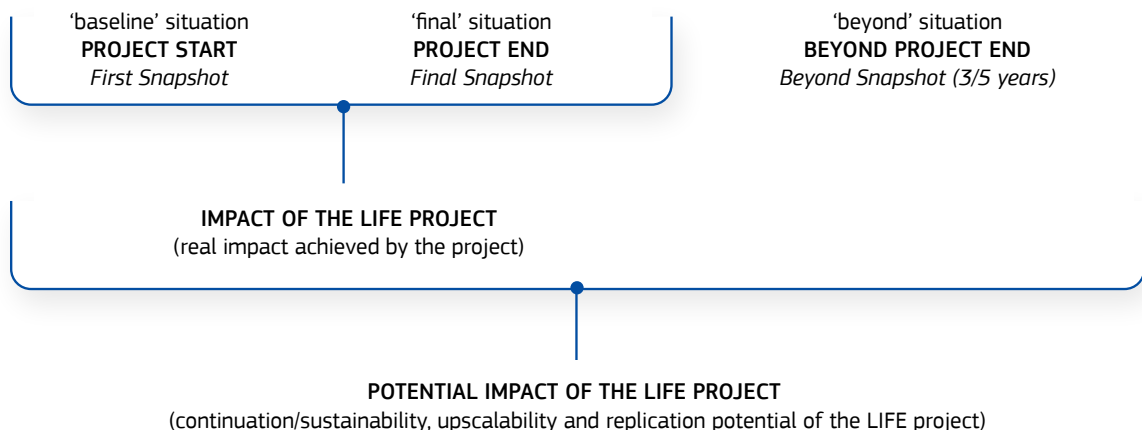 ‘baseline’ situation
PROJECT START
First Snapshot
‘final’ situation
PROJECT END
Final Snapshot
‘beyond’ situation
BEYOND PROJECT END
Beyond Snapshot (3/5 years)
IMPACT OF THE LIFE PROJECT
(real impact achieved by the project)
POTENTIAL IMPACT OF THE LIFE PROJECT
(continuation/sustainability, upscalability and replication potential of the LIFE project)